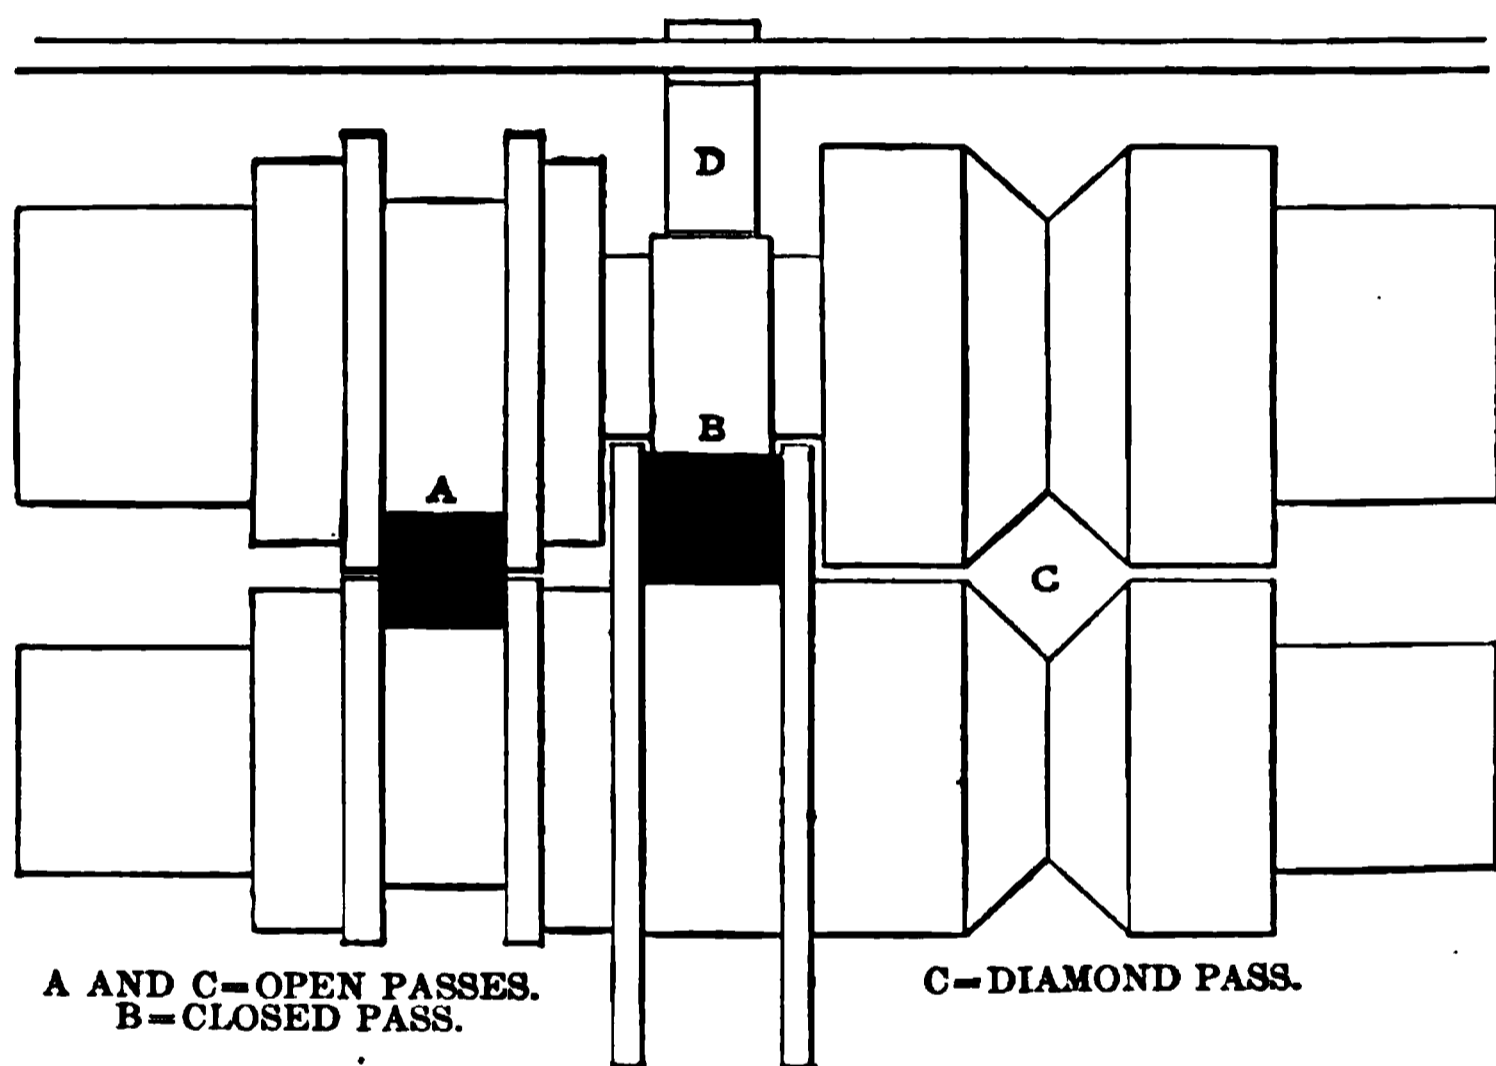 D
B
A
C
A AND C=OPEN PASSES.
B=CLOSED PASS.
C=DIAMOND PASS.